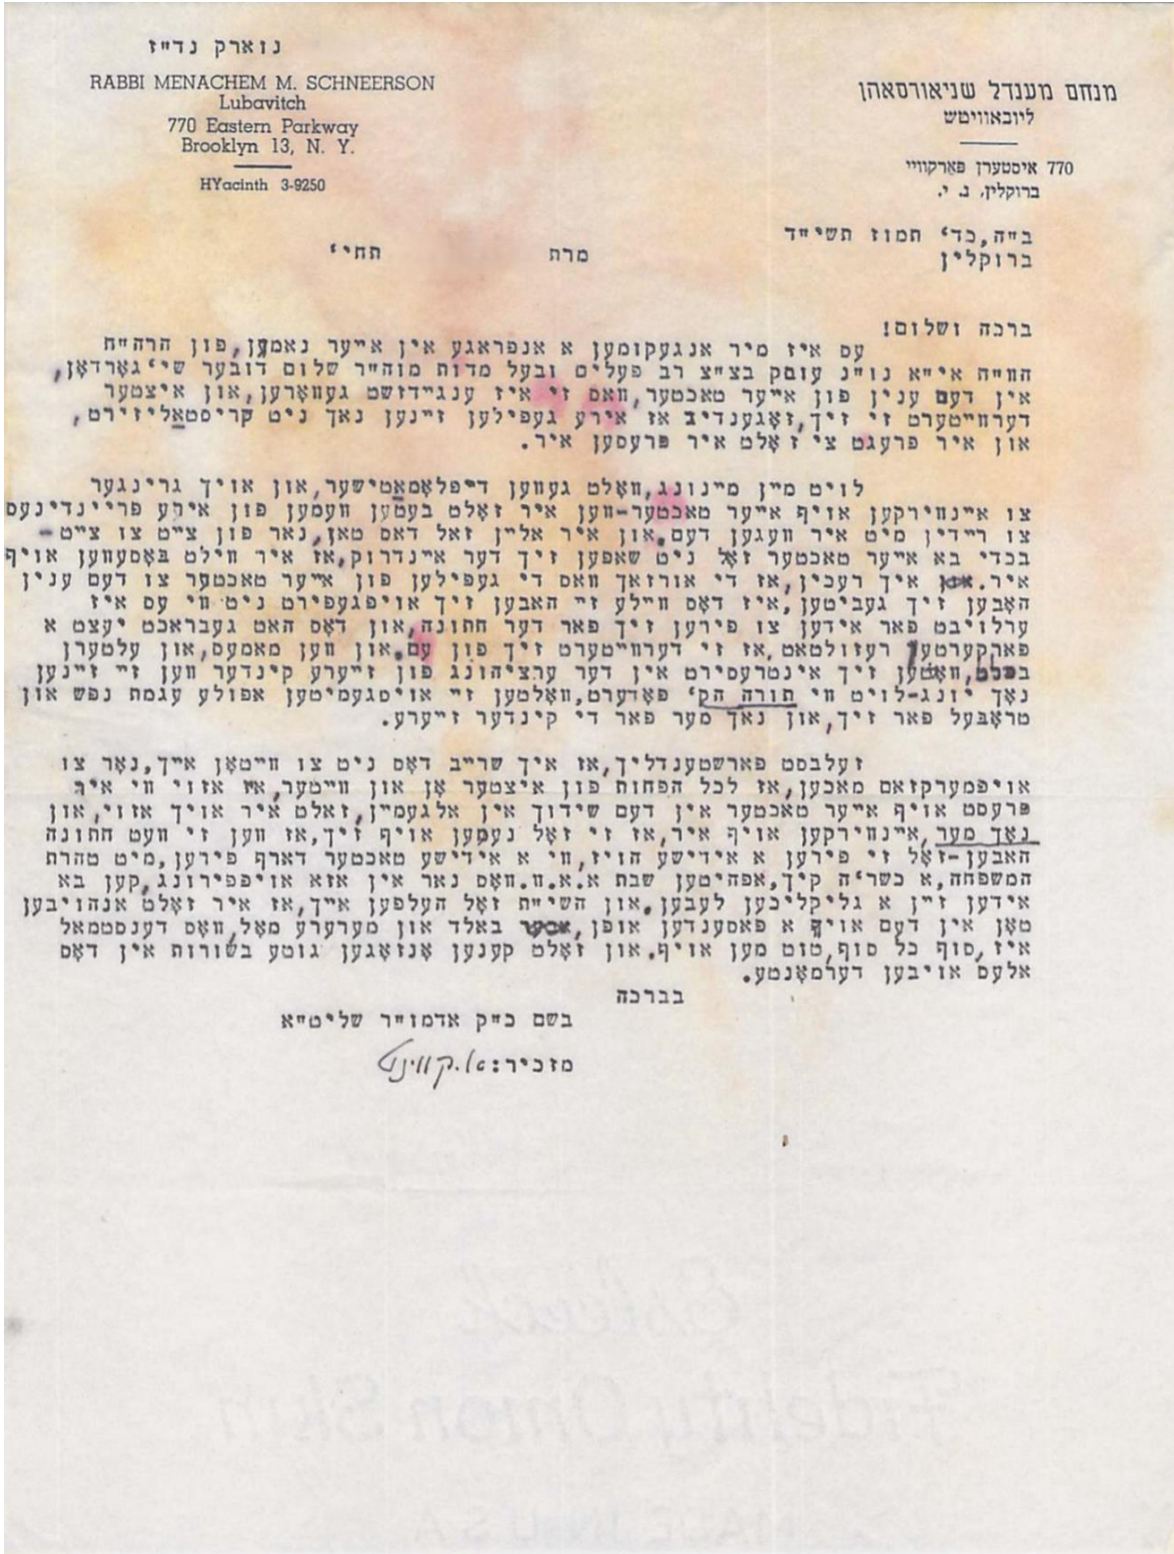 נזארק נד"ז
RABBI MENACHEM M. SCHNEERSON
Lubavitch
770 Eastern Parkway
Brooklyn 13, N. Y.
HYacinth 3-9250
מנחם מענדל שניאורסאהן
ליובאוויטש
770 איסטערן פארקוויי
ברוקלין, נ. י.
ב"ה,כד' תמוז תשי"ד
ברוקלין
מרת תחי'
ברכה ושלום!
עס איז מיר אנגעקומען א אנפראגע אין אייער נאמען,פון הרה"ח
הוו"ח אי"א נו"נ עוסק בצ"צ רב פעלים ובעל מדות מוה"ר שלום דובער שי' גארדאן,
אין דעם ענין פון אייער טאכטער,וואס זי איז ענגיידזשט געווארען,און איצטער
דערווייטערט זי זיך,זאגענדיב אז אירע געפילען זיינען נאך ניט קריסטאליזירט,
און איר פרעגט צי זאלט איר פרעסען איר.
לויט מיין מיינונג,וואלט געווען דיפלאמאטישער,און אויך גרינגער
צו איינווירקען אויף אייער טאכטער-ווען איר זאלט בעטען וועמען פון אירע פריינדינעס
צו ריידין מיט איר וועגען דעם.און איר אליין זאל דאס טאן,נאר פון צייט צו צייט-
בכדי בא אייער טאכטער זאל ניט שאפען זיך דער איינדרוק,אז איר ווילט באסעווען אויף
איר. איך רעכין,אז די אורזאך וואס די געפילען פון אייער טאכטער צו דעם ענין
האבען זיך געביטען,איז דאס ווילע זיי האבען זיך אויפגעפירט ניט ווי עס איז
ערלויבט פאר אידען צו פירען זיך פאר דער חתונה,און דאס האט געבראכט יעצט א
פארקערטען רעזולטאט,אז זי דערווייטערט זיך פון עם.און ווען מאמעס,און עלטערן
בכלל,וואלטען זיך אינטרעסירט אין דער ערציהונג פון זייערע קינדער ווען זיי זיינען
נאך יונג-לויט ווי תורה הק' פאדערט,וואלטען זיי אויסגעמיטען אפולע עגמת נפש און
טראבעל פאר זיך,און נאך מער פאר די קינדער זייערע.
זעלבסט פארשטענדליך,אז איך שרייב דאס ניט צו ווייטאן אייך,נאר צו
אויפמערקזאם מאכען,אז לכל הפחות פון איצטער אן און ווייטער,אז אזוי ווי איר
פרעסט אויף אייער טאכטער אין דעם שידוך אין אלגעמיין,זאלט איר אויך אזוי,און
נאך מער,איינווירקען אויף איר,אז זי זאל נעמען אויף זיך,אז ווען זי וועט חתונה
האבען-זאל זי פירען א אידישע הויז,ווי א אידישע טאכטער דארף פירען,מיט טהרת
המשפחה,א כשר'ה קיך,אפהיטען שבת א.א.וו.וואס נאר אין אזא אויפפירונג,קען בא
אידען זיין א גליקליכען לעבען.און השי"ת זאל העלפען אייך,אז איר זאלט אנהויבען
טאן אין דעם אויף א פאסענדען אופן, באלד און מערערע מאל,וואס דענסטמאל
איז,סוף כל סוף,טוט מען אויף.און זאלט קענען אנזאגען גוטע בשורות אין דאס
אלעס אויבען דערמאנטע.
בברכה
בשם כ"ק אדמו"ר שליט"א
מזכיר: א. קווינט